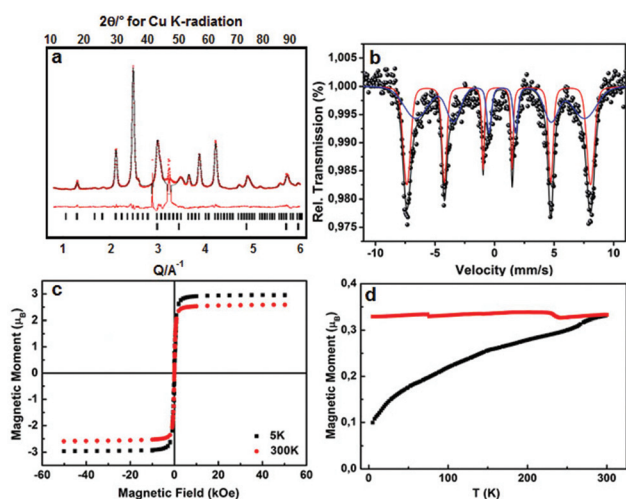 2θ/° for Cu K-radiation
10 20 30 40 50 60 70 80 90
a
1 2 3 4 5 6
Q/A⁻¹
b
1,005
1,000
0,995
0,990
0,985
0,980
0,975
Rel. Transmission (%)
-10 -5 0 5 10
Velocity (mm/s)
c
3
2
1
0
-1
-2
-3
Magnetic Moment (μB)
5K
300K
-60 -40 -20 0 20 40 60
Magnetic Field (kOe)
d
0,4
0,3
0,2
0,1
0,0
Magnetic Moment (μB)
0 100 200 300
T (K)